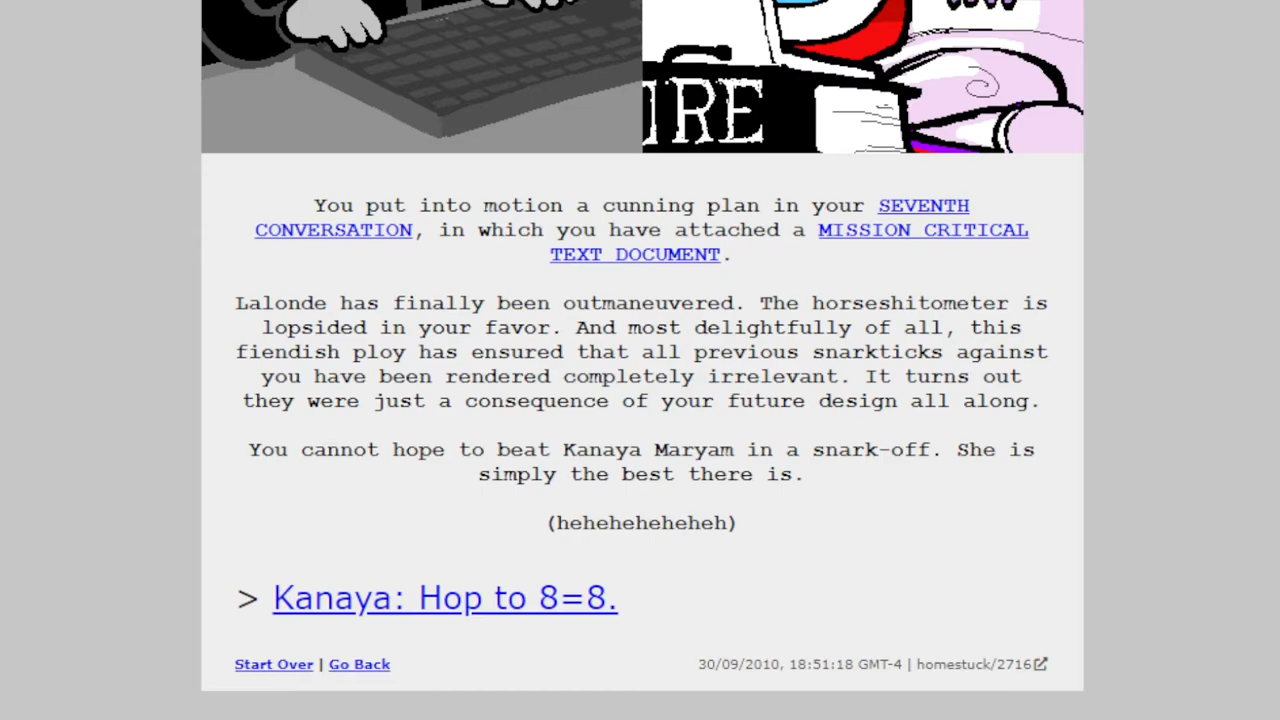 IRE
You put into motion a cunning plan in your SEVENTH
CONVERSATION, in which you have attached a MISSION CRITICAL
TEXT DOCUMENT.
Lalonde has finally been outmaneuvered. The horseshitometer is
lopsided in your favor. And most delightfully of all, this
fiendish ploy has ensured that all previous snarkticks against
you have been rendered completely irrelevant. It turns out
they were just a consequence of your future design all along.
You cannot hope to beat Kanaya Maryam in a snark-off. She is
simply the best there is.
(heheheheheheh)
> Kanaya: Hop to 8=8.
Start Over | Go Back
30/09/2010, 18:51:18 GMT-4 | homestuck/2716